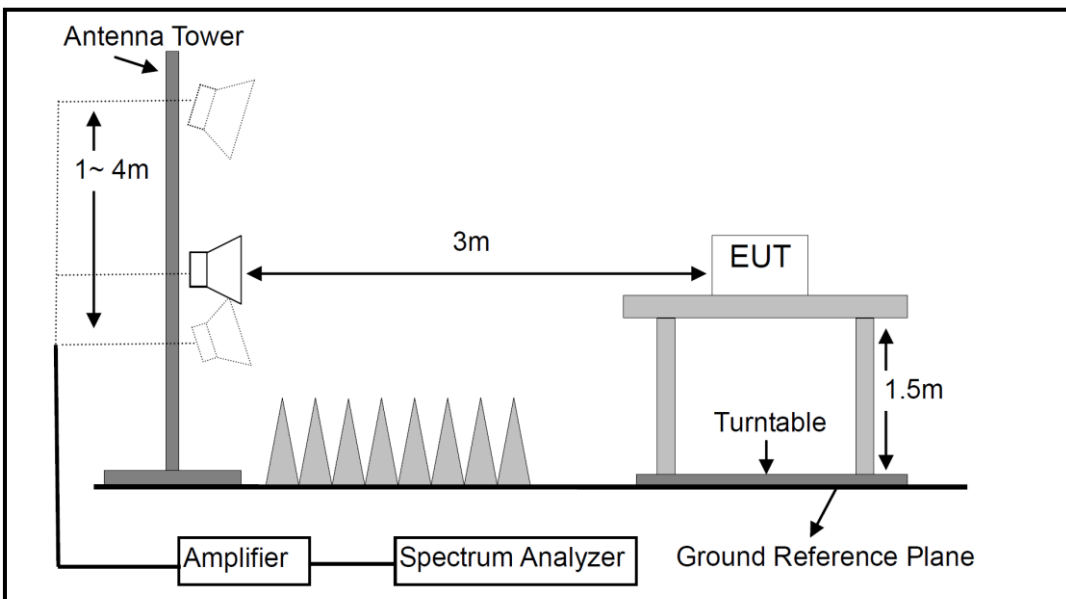 Antenna Tower
1~ 4m
3m
EUT
1.5m
Turntable
Ground Reference Plane
Amplifier
Spectrum Analyzer